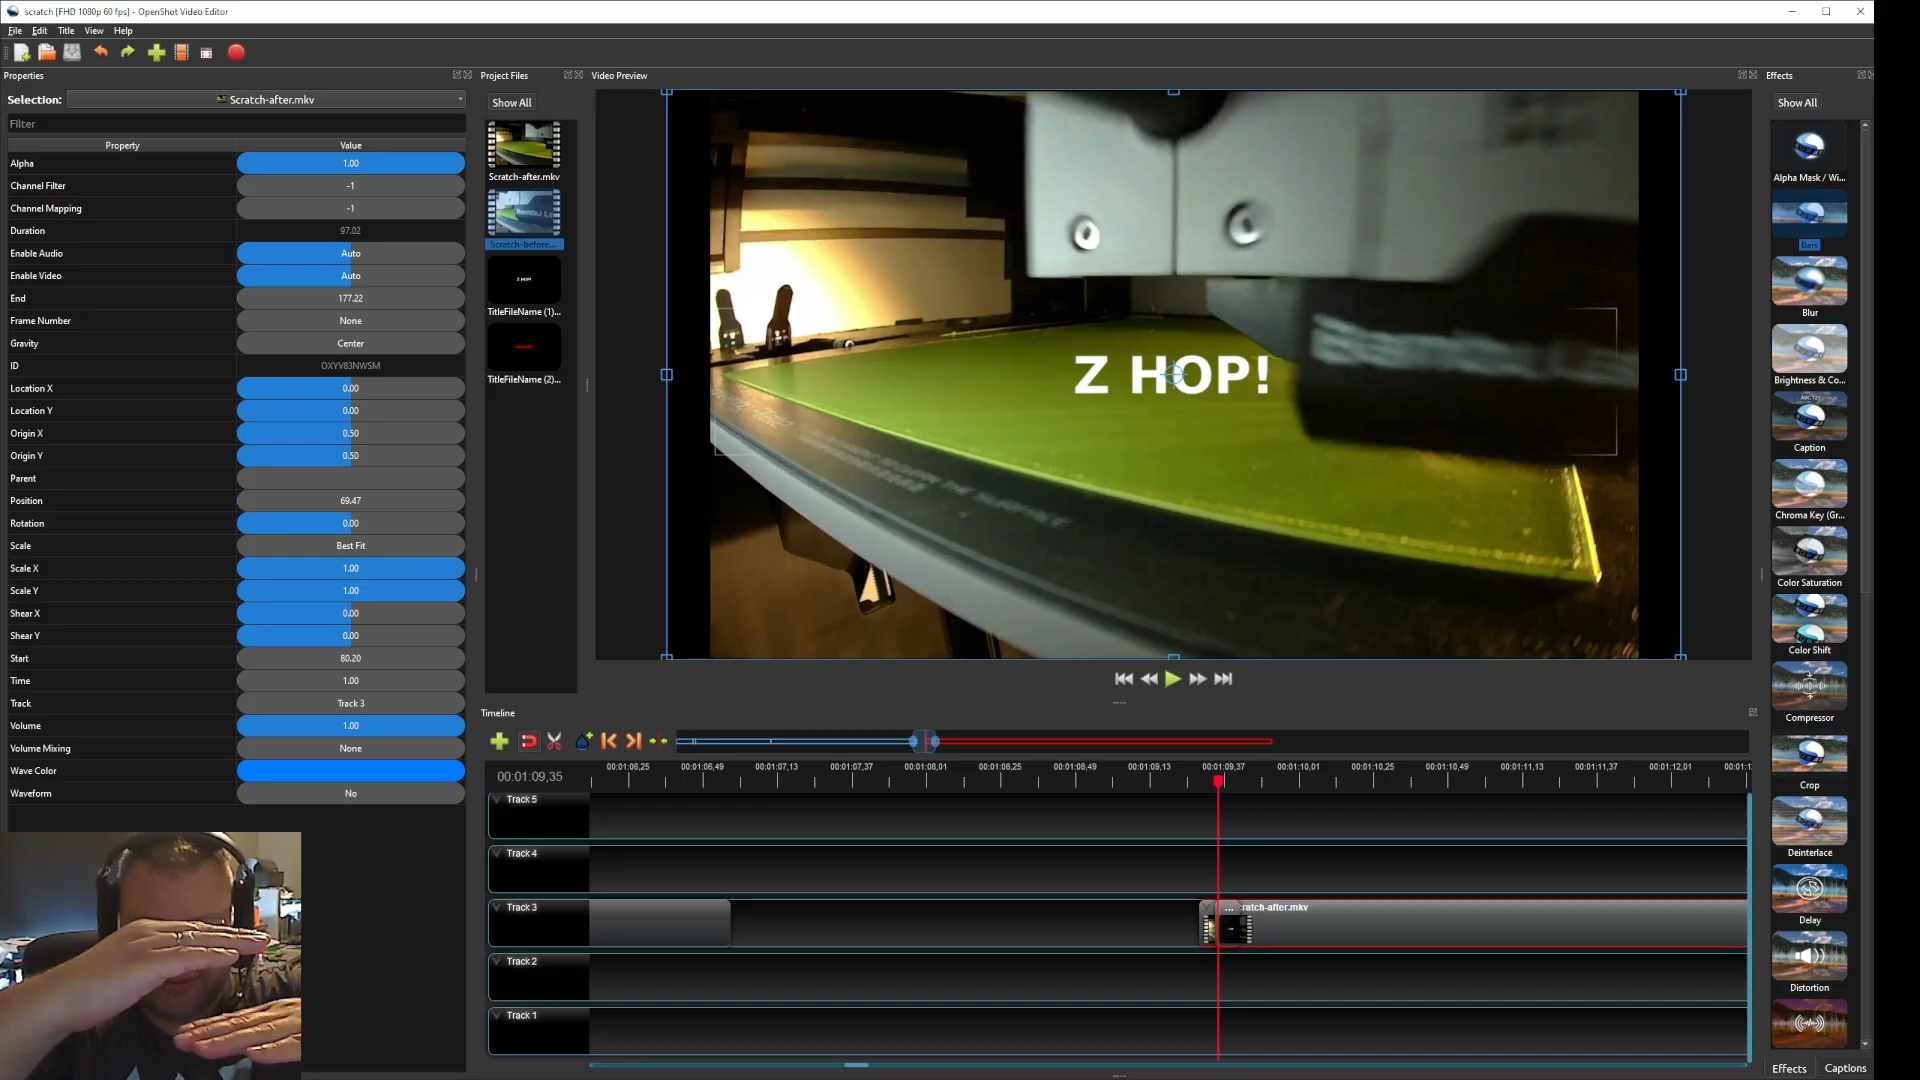 scratch [FHD 1080p 60 fps] - OpenShot Video Editor
File Edit Title View Help
Properties
Selection: Scratch-after.mkv
Filter
Property Value
Alpha 1.00
Channel Filter -1
Channel Mapping -1
Duration 97.02
Enable Audio Auto
Enable Video Auto
End 177.22
Frame Number None
Gravity Center
ID OXYV83NWSM
Location X 0.00
Location Y 0.00
Origin X 0.50
Origin Y 0.50
Parent
Position 69.47
Rotation 0.00
Scale Best Fit
Scale X 1.00
Scale Y 1.00
Shear X 0.00
Shear Y 0.00
Start 80.20
Time 1.00
Track Track 3
Volume 1.00
Volume Mixing None
Wave Color
Waveform No
Project Files
Show All
Scratch-after.mkv
Scratch-before....
Z HOP!
TitleFileName (1)...
TitleFileName (2)...
Video Preview
Z HOP!
THE SURFACE
Effects
Show All
Alpha Mask / Wi...
Bars
Blur
Brightness & Co...
Caption
Chroma Key (Gr...
Color Saturation
Color Shift
Compressor
Crop
Deinterlace
Delay
Distortion
Effects Captions
Timeline
00:01:09,35
00:01:08,25 00:01:06,49 00:01:07,13 00:01:07,37 00:01:08,01 00:01:08,25 00:01:08,49 00:01:09,13 00:01:09,37 00:01:10,01 00:01:10,25 00:01:10,49 00:01:11,13 00:01:11,37 00:01:12,01 00:01:1
Track 5
Track 4
Track 3 ... :ratch-after.mkv
Track 2
Track 1